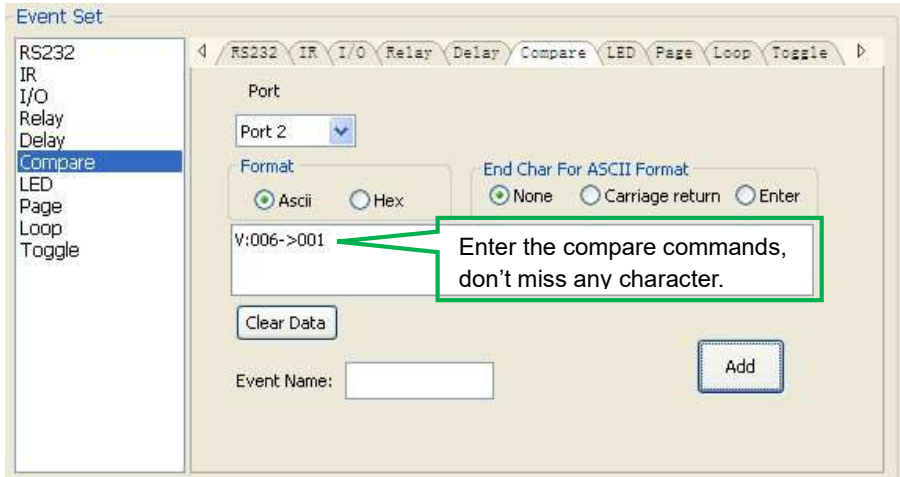 Event Set
RS232
IR
I/O
Relay
Delay
Compare
LED
Page
Loop
Toggle
RS232 IR I/O Relay Delay Compare LED Page Loop Toggle
Port
Port 2
Format
Ascii Hex
End Char For ASCII Format
None Carriage return Enter
V:006->001
Enter the compare commands,
don’t miss any character.
Clear Data
Event Name:
Add